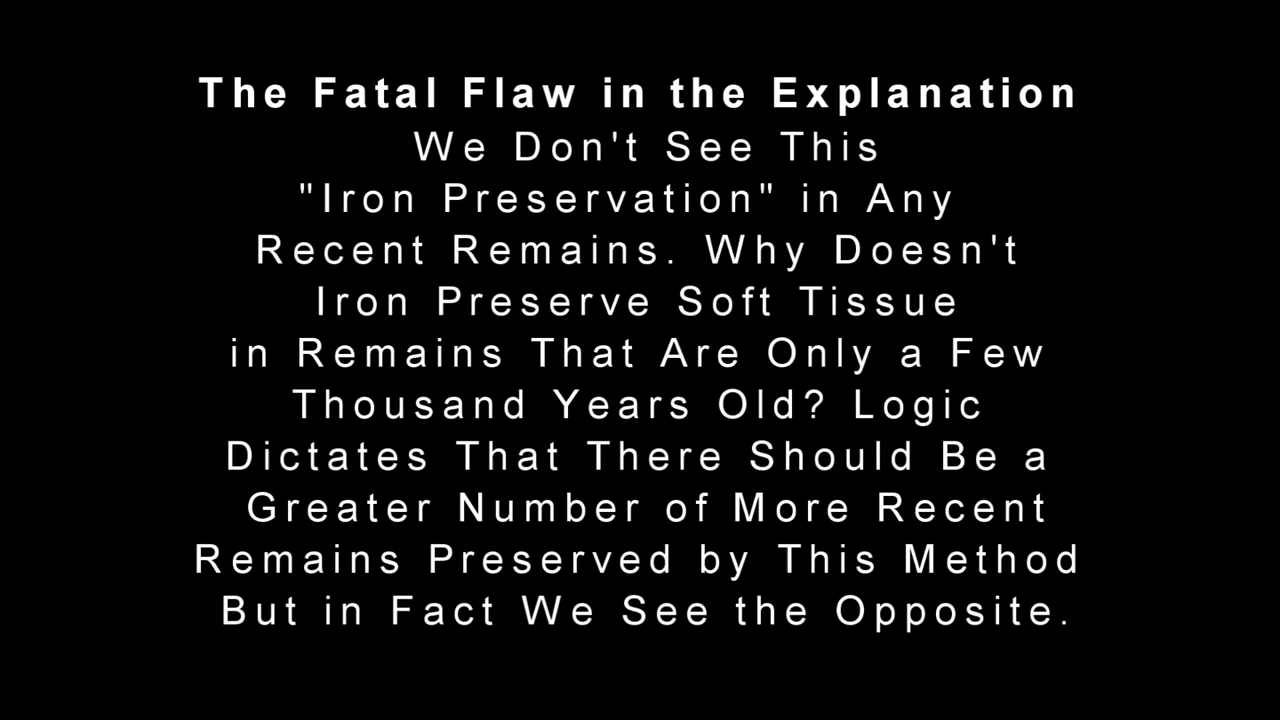 The Fatal Flaw in the Explanation
We Don't See This
"Iron Preservation" in Any
Recent Remains. Why Doesn't
Iron Preserve Soft Tissue
in Remains That Are Only a Few
Thousand Years Old? Logic
Dictates That There Should Be a
Greater Number of More Recent
Remains Preserved by This Method
But in Fact We See the Opposite.